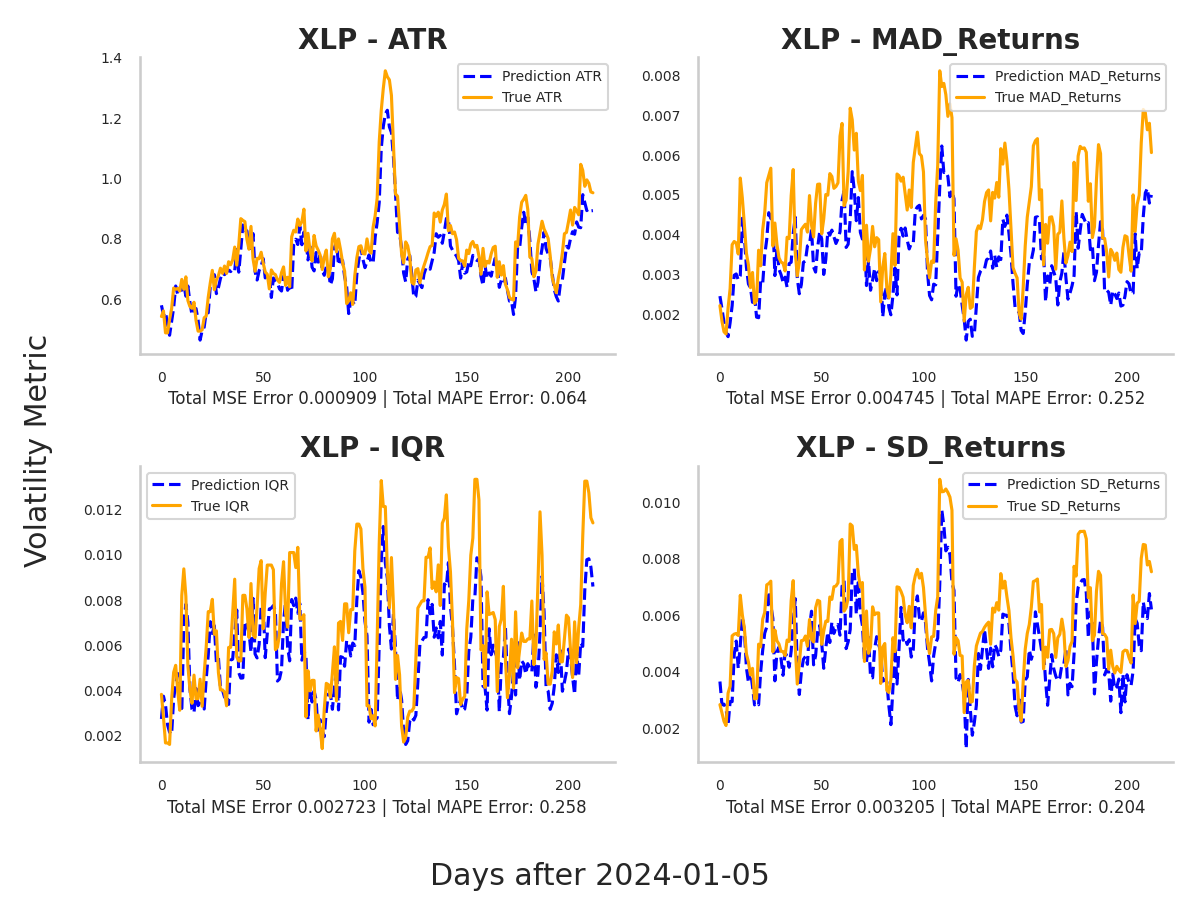 XLP - ATR
1.4
1.2
1.0
0.8
0.6
Prediction ATR
True ATR
0 50 100 150 200
Total MSE Error 0.000909 | Total MAPE Error: 0.064
XLP - MAD_Returns
0.008
0.007
0.006
0.005
0.004
0.003
0.002
Prediction MAD_Returns
True MAD_Returns
0 50 100 150 200
Total MSE Error 0.004745 | Total MAPE Error: 0.252
Volatility Metric
XLP - IQR
0.012
0.010
0.008
0.006
0.004
0.002
Prediction IQR
True IQR
0 50 100 150 200
Total MSE Error 0.002723 | Total MAPE Error: 0.258
XLP - SD_Returns
0.010
0.008
0.006
0.004
0.002
Prediction SD_Returns
True SD_Returns
0 50 100 150 200
Total MSE Error 0.003205 | Total MAPE Error: 0.204
Days after 2024-01-05